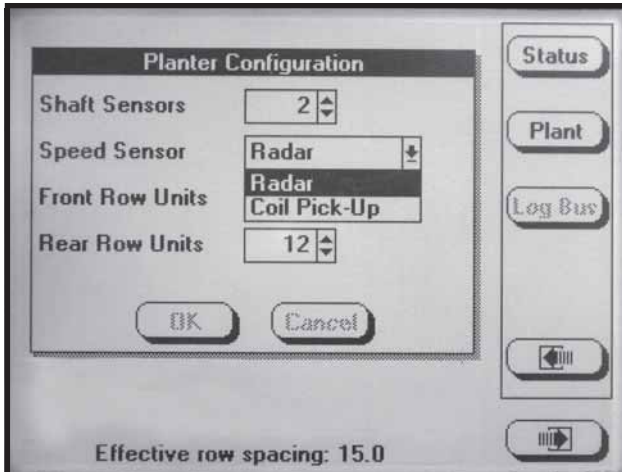 Planter Configuration
Shaft Sensors 2
Speed Sensor Radar
Radar
Front Row Units
Coil Pick-Up
Rear Row Units 12
OK Cancel
Effective row spacing: 15.0
Status
Plant
Log Bus